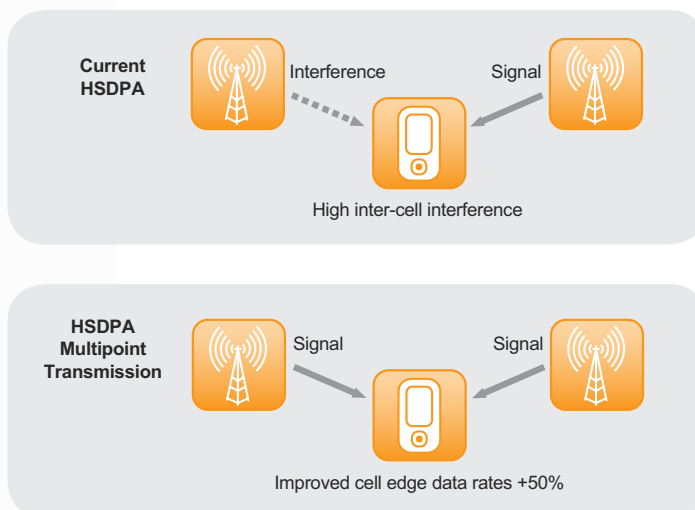 Current
HSDPA
Interference
Signal
High inter-cell interference
HSDPA
Multipoint
Transmission
Signal
Signal
Improved cell edge data rates +50%